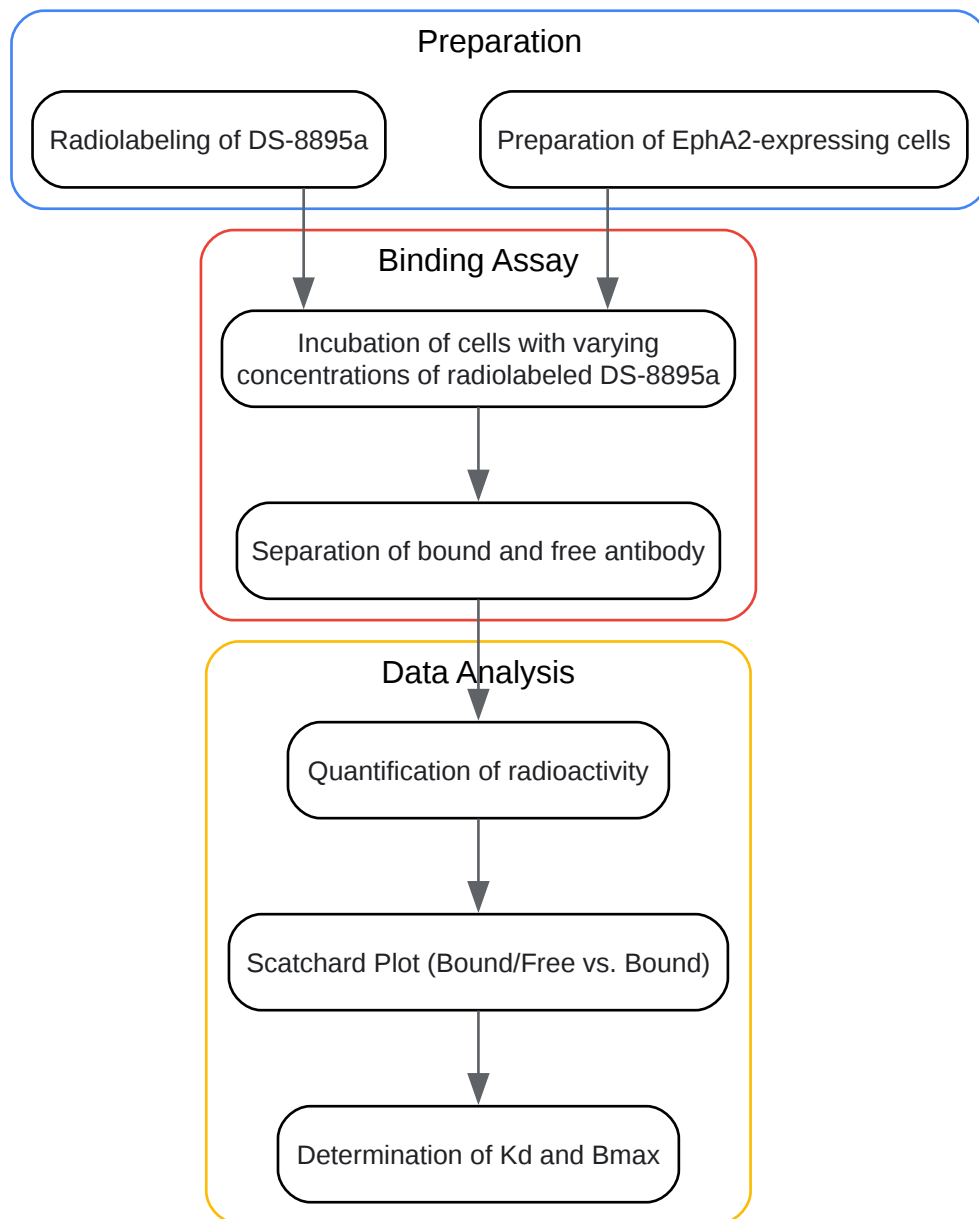 Preparation
Radiolabeling of DS-8895a
Preparation of EphA2-expressing cells
Binding Assay
Incubation of cells with varying
concentrations of radiolabeled DS-8895a
Separation of bound and free antibody
Data Analysis
Quantification of radioactivity
Scatchard Plot (Bound/Free vs. Bound)
Determination of Kd and Bmax